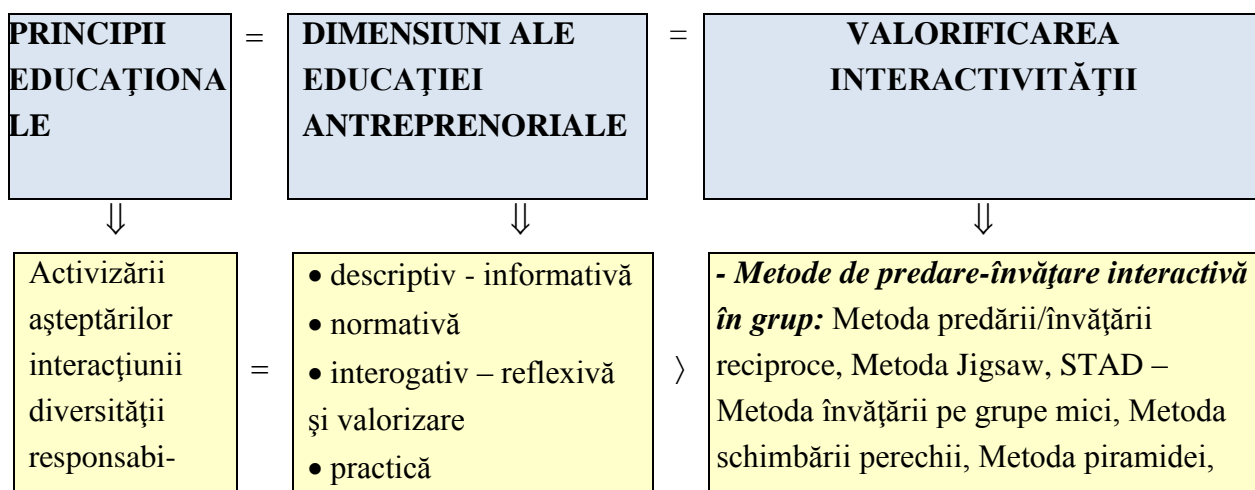 PRINCIPII
EDUCAŢIONA
LE
=
DIMENSIUNI ALE
EDUCAŢIEI
ANTREPRENORIALE
=
VALORIFICAREA
INTERACTIVITĂŢII
⇓
⇓
⇓
Activizării
aşteptărilor
interacţiunii
diversităţii
responsabi-
=
• descriptiv - informativă
• normativă
• interogativ – reflexivă
şi valorizare
• practică
〉
- Metode de predare-învăţare interactivă
în grup: Metoda predării/învăţării
reciproce, Metoda Jigsaw, STAD –
Metoda învăţării pe grupe mici, Metoda
schimbării perechii, Metoda piramidei,